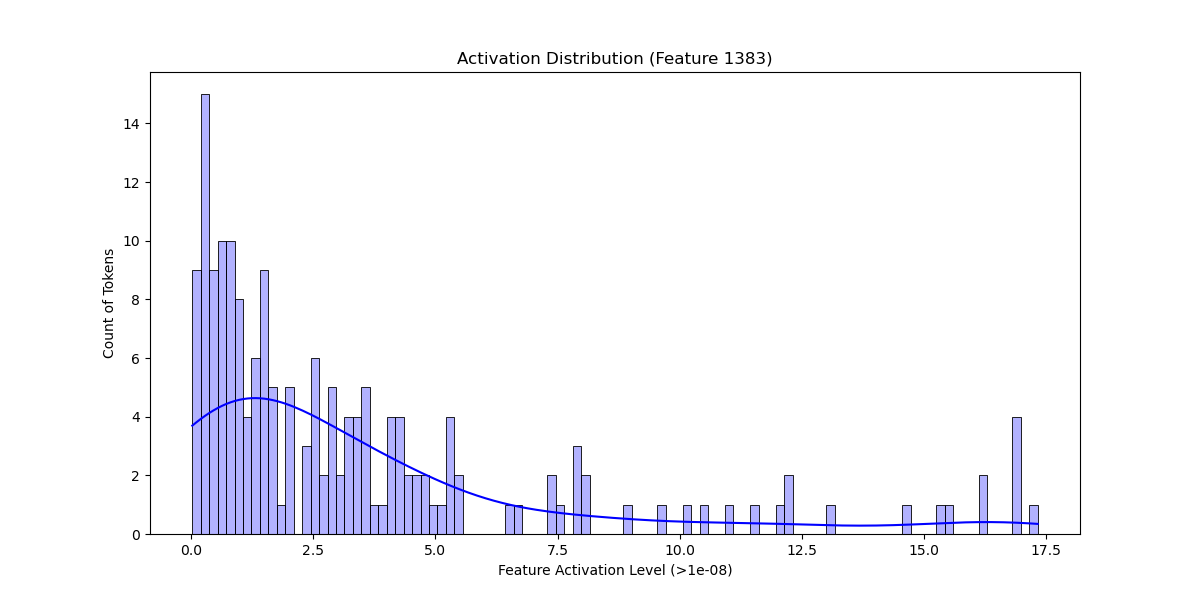 Activation Distribution (Feature 1383)
Count of Tokens
14
12
10
8
6
4
2
0
0.0 2.5 5.0 7.5 10.0 12.5 15.0 17.5
Feature Activation Level (>1e-08)